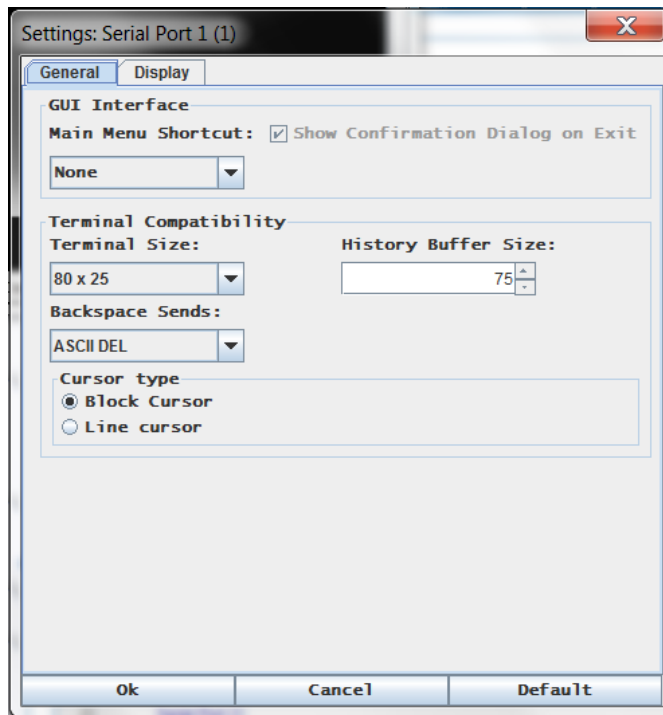 Settings: Serial Port 1 (1)
General Display
GUI Interface
Main Menu Shortcut: Show Confirmation Dialog on Exit
None
Terminal Compatibility
Terminal Size: History Buffer Size:
80 x 25 75
Backspace Sends:
ASCII DEL
Cursor type
Block Cursor
Line cursor
Ok Cancel Default